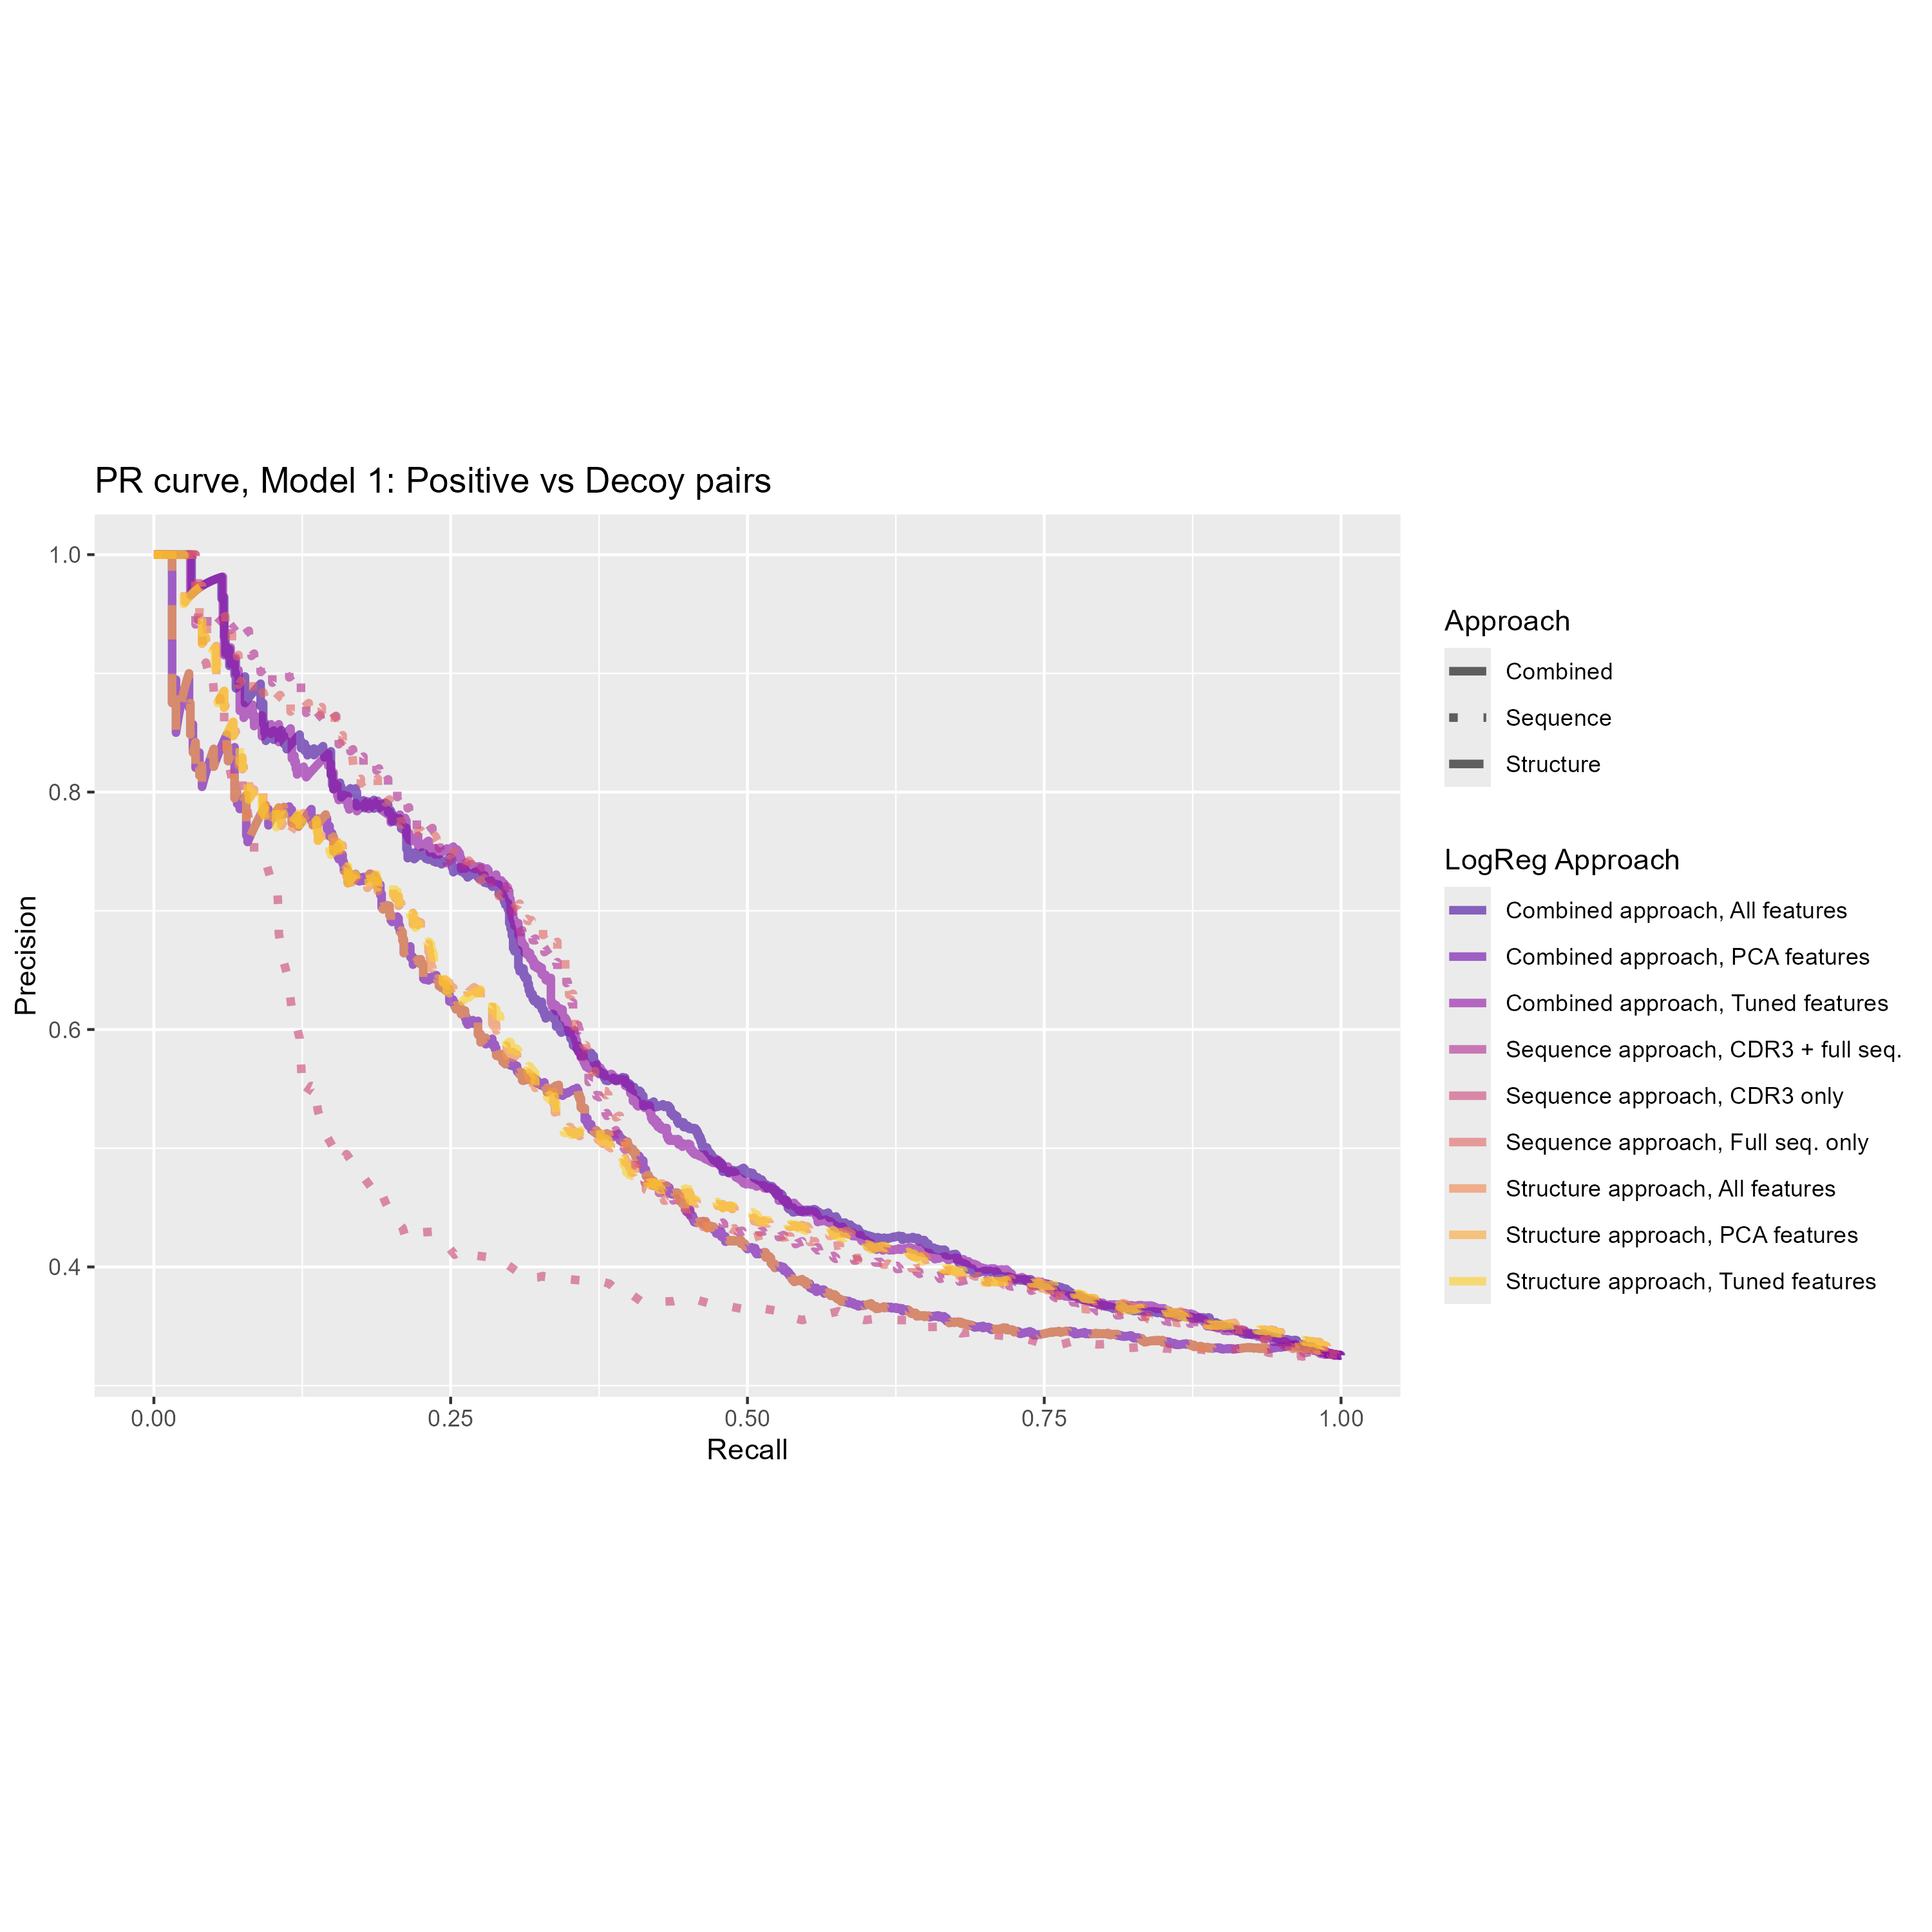 PR curve, Model 1: Positive vs Decoy pairs
1.0
0.8
0.6
0.4
Precision
0.00
0.25
0.50
0.75
1.00
Recall
Approach
Combined
Sequence
Structure
LogReg Approach
Combined approach, All features
Combined approach, PCA features
Combined approach, Tuned features
Sequence approach, CDR3 + full seq.
Sequence approach, CDR3 only
Sequence approach, Full seq. only
Structure approach, All features
Structure approach, PCA features
Structure approach, Tuned features